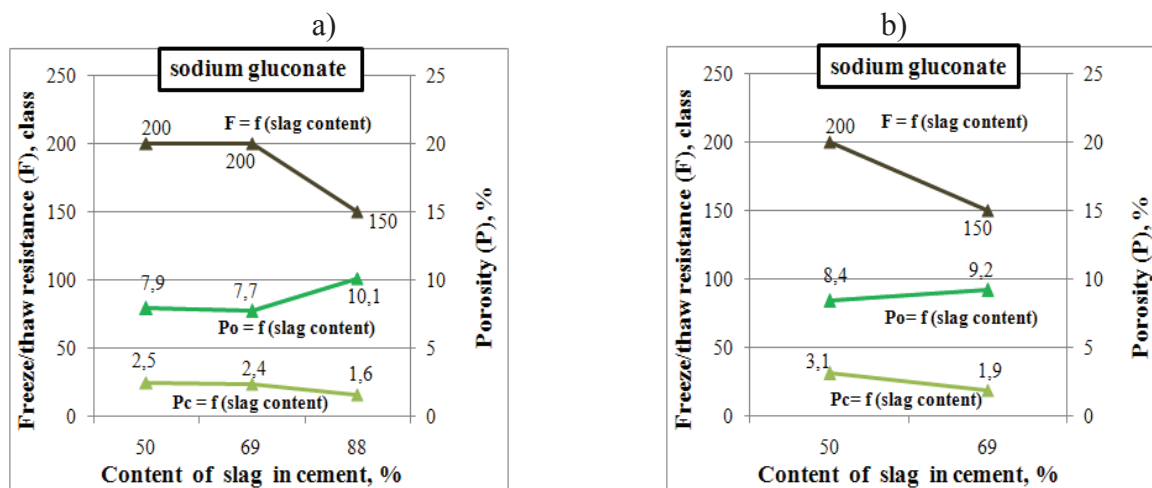 a)
sodium gluconate
Freeze/thaw resistance (F), class
250
200
150
100
50
0
25
20
15
10
5
0
Porosity (P), %
F = f (slag content)
200
200
150
7,9
7,7
10,1
Po = f (slag content)
2,5
2,4
1,6
Pc = f (slag content)
50
69
88
Content of slag in cement, %
b)
sodium gluconate
Freeze/thaw resistance (F), class
250
200
150
100
50
0
25
20
15
10
5
0
Porosity (P), %
F = f (slag content)
200
150
8,4
9,2
Po= f (slag content)
3,1
1,9
Pc= f (slag content)
50
69
Content of slag in cement, %